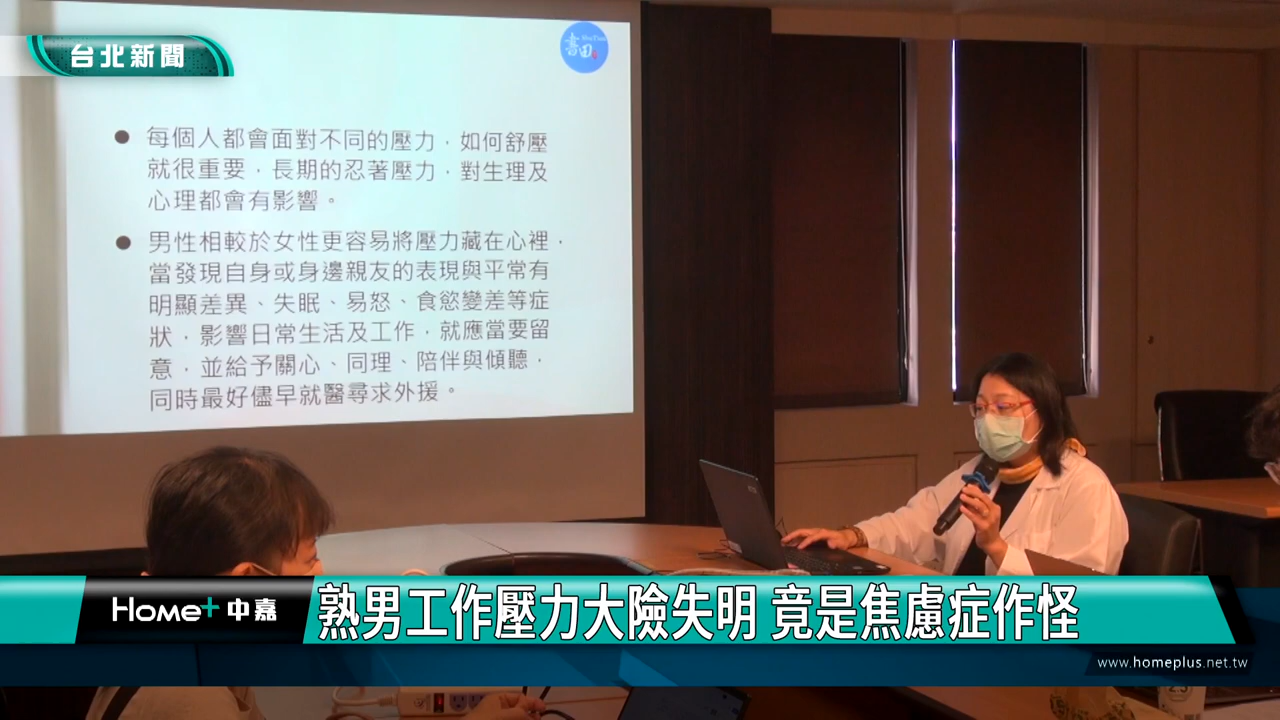 台北新聞
書田
每個人都會面對不同的壓力，如何舒壓
就很重要，長期的忍著壓力，對生理及
心理都會有影響。
男性相較於女性更容易將壓力藏在心裡，
當發現自身或身邊親友的表現與平常有
明顯差異、失眠、易怒、食慾變差等症
狀，影響日常生活及工作，就應當要留
意，並給予關心、同理、陪伴與傾聽，
同時最好儘早就醫尋求外援。
Home+ 中嘉
熟男工作壓力大險失明 竟是焦慮症作怪
www.homeplus.net.tw